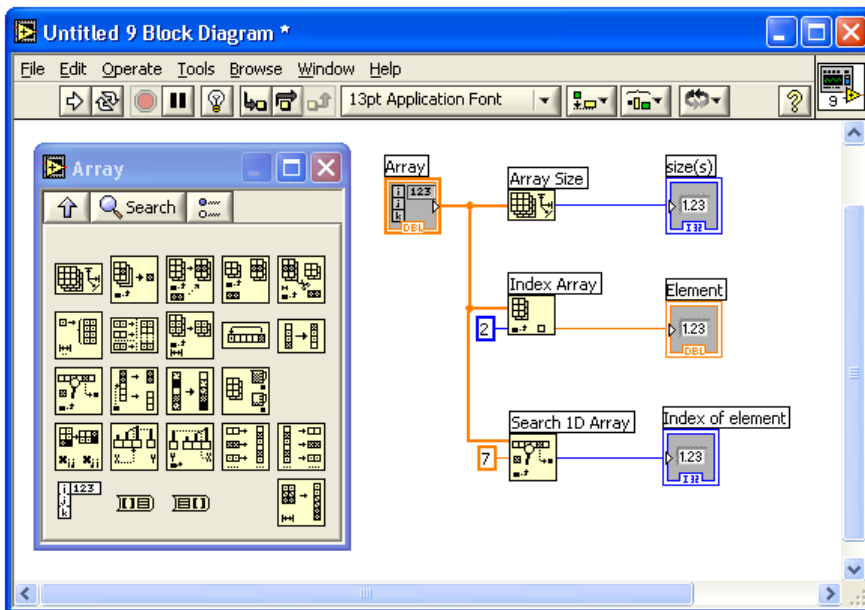 Untitled 9 Block Diagram *
File Edit Operate Tools Browse Window Help
13pt Application Font
?
9
Array
Search
i 123
j
k
Array
i 123
j
k
DBL
Array Size
size(s)
1.23
I32
Index Array
2
Element
1.23
DBL
Search 1D Array
7
Index of element
1.23
I32